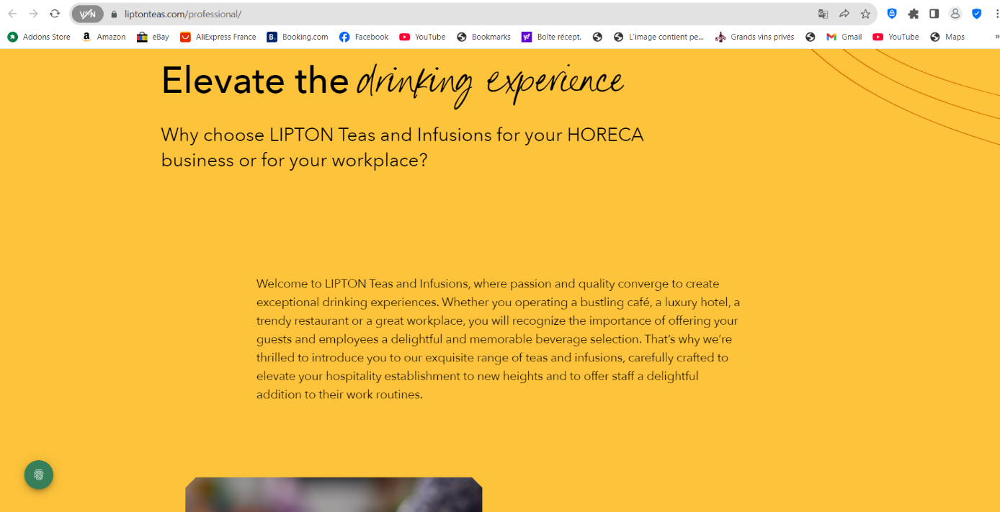 VPN
liptonteas.com/professional/
Addons Store
Amazon
eBay
AliExpress France
B. Booking.com
Facebook
YouTube
Bookmarks
Boîte récept.
L'image contient pe...
Grands vins privés
Gmail
YouTube
Maps
»
Elevate the drinking experience
Why choose LIPTON Teas and Infusions for your HORECA
business or for your workplace?
Welcome to LIPTON Teas and Infusions, where passion and quality converge to create
exceptional drinking experiences. Whether you operating a bustling café, a luxury hotel, a
trendy restaurant or a great workplace, you will recognize the importance of offering your
guests and employees a delightful and memorable beverage selection. That’s why we’re
thrilled to introduce you to our exquisite range of teas and infusions, carefully crafted to
elevate your hospitality establishment to new heights and to offer staff a delightful
addition to their work routines.